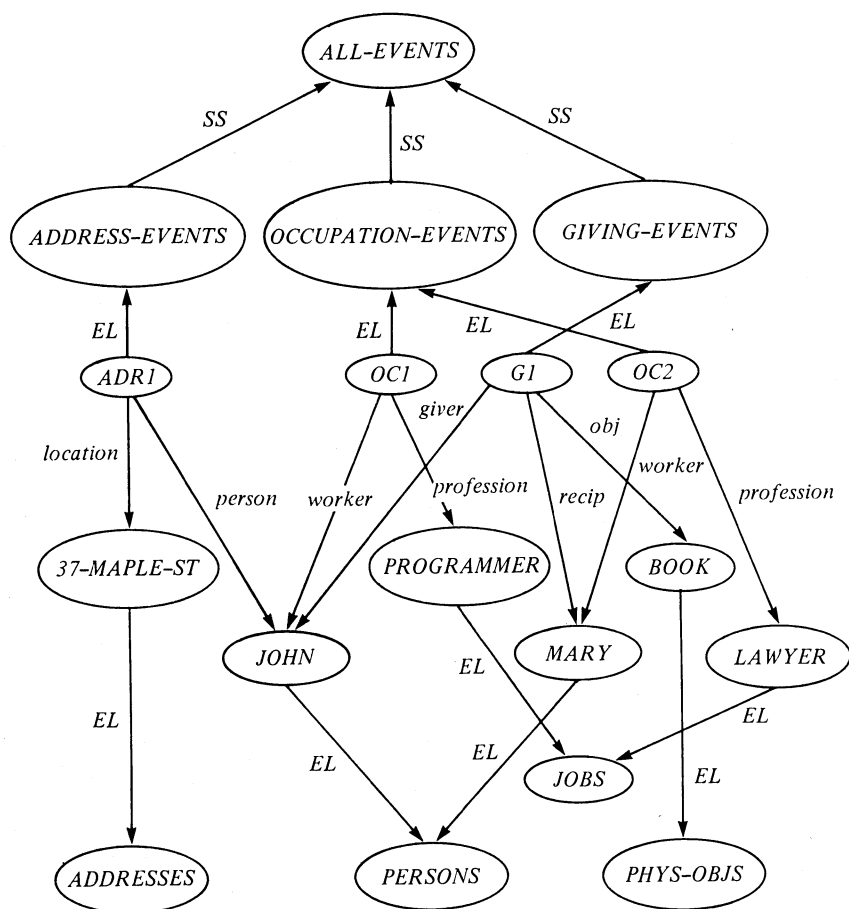 ALL-EVENTS
SS
SS
SS
ADDRESS-EVENTS
OCCUPATION-EVENTS
GIVING-EVENTS
EL
EL
EL
EL
ADR1
OC1
G1
OC2
giver
obj
location
person
worker
profession
recip
worker
profession
37-MAPLE-ST
PROGRAMMER
BOOK
JOHN
MARY
LAWYER
EL
EL
EL
EL
EL
JOBS
EL
ADDRESSES
PERSONS
PHYS-OBJS